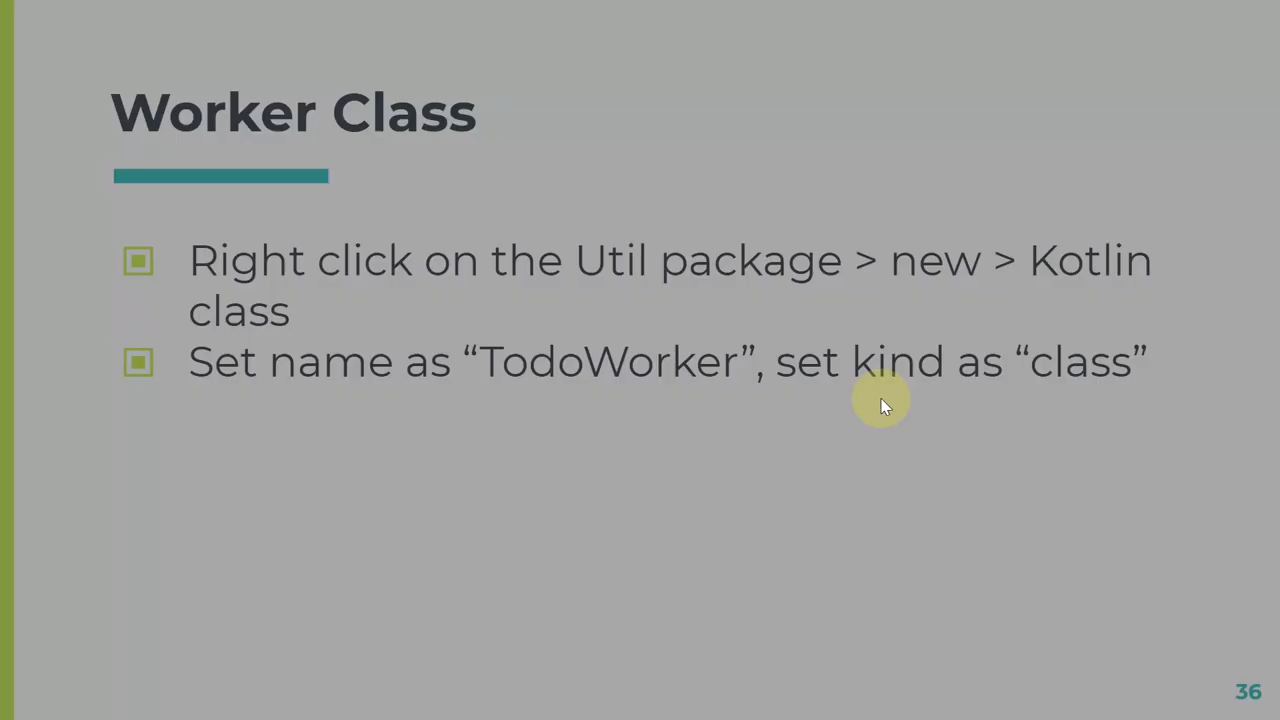 Worker Class
Right click on the Util package > new > Kotlin
class
Set name as “TodoWorker”, set kind as “class”
36